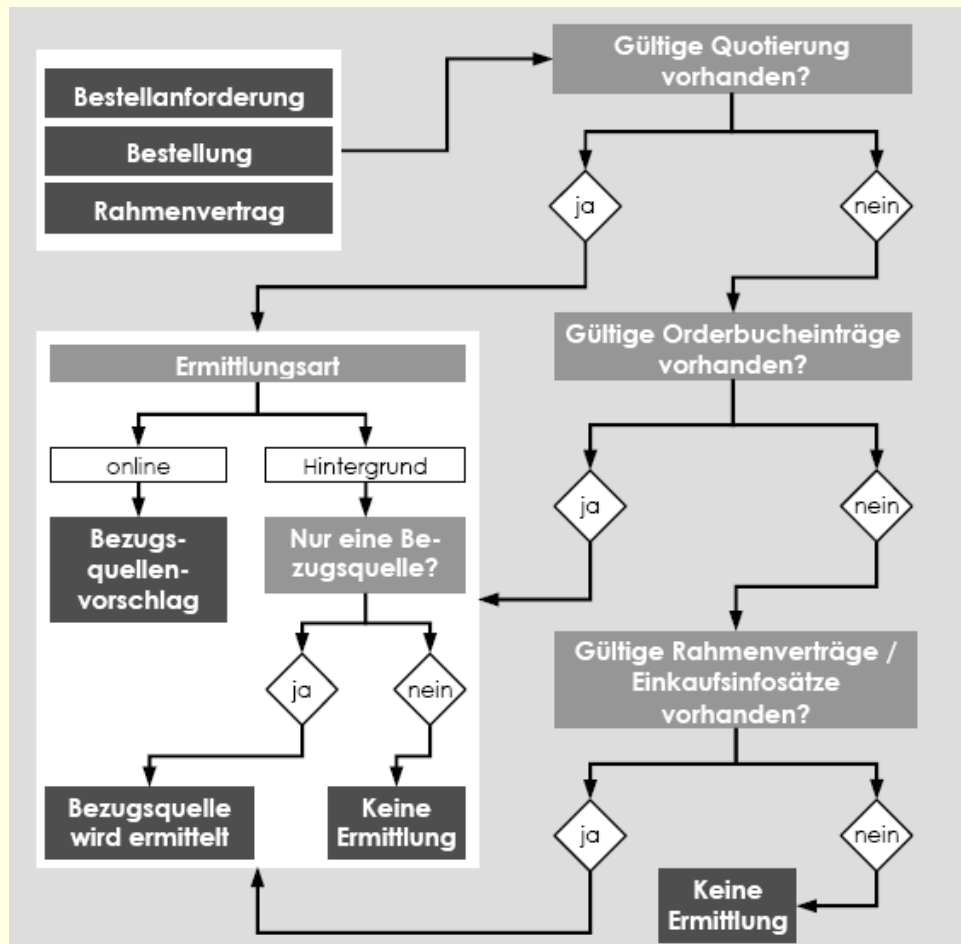 Bestellanforderung
Bestellung
Rahmenvertrag
Gültige Quotierung
vorhanden?
ja
nein
Gültige Orderbucheinträge
vorhanden?
ja
nein
Gültige Rahmenverträge /
Einkaufsinfosätze
vorhanden?
ja
nein
Keine
Ermittlung
Ermittlungsart
online
Hintergrund
Bezugs-
quellen-
vorschlag
Nur eine Be-
zugsquelle?
ja
nein
Bezugsquelle
wird ermittelt
Keine
Ermittlung